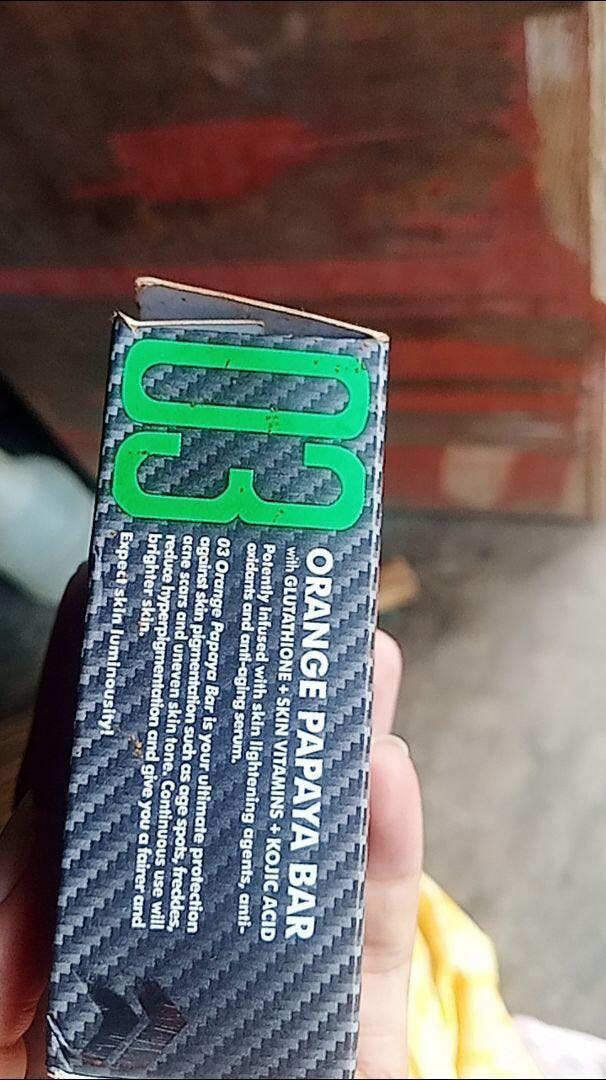 03
ORANGE PAPAYA BAR
with GLUTATHIONE + SKIN VITAMINS + KOJIC ACID
Potently infused with skin lightening agents, anti-
oxidants and anti-aging serum.
03 Orange Papaya Bar is your ultimate protection
against skin pigmentation such as age spots, freckles,
acne scars and uneven skin tone. Continuous use will
reduce hyperpigmentation and give you a fairer and
brighter skin.
Expect skin luminousity!